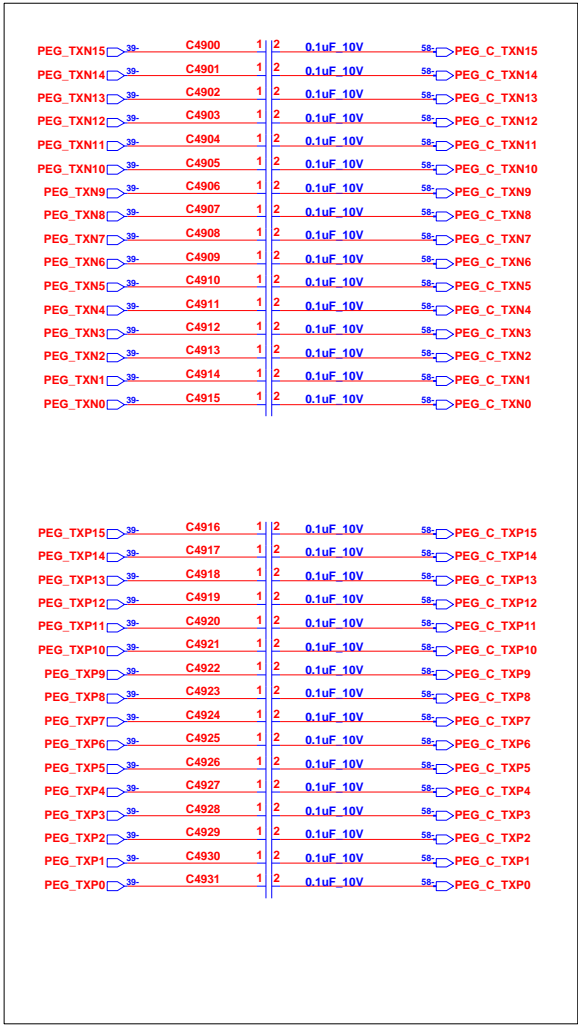 PEG_TXN15 39- C4900 1 2 0.1uF_10V 58- PEG_C_TXN15
PEG_TXN14 39- C4901 1 2 0.1uF_10V 58- PEG_C_TXN14
PEG_TXN13 39- C4902 1 2 0.1uF_10V 58- PEG_C_TXN13
PEG_TXN12 39- C4903 1 2 0.1uF_10V 58- PEG_C_TXN12
PEG_TXN11 39- C4904 1 2 0.1uF_10V 58- PEG_C_TXN11
PEG_TXN10 39- C4905 1 2 0.1uF_10V 58- PEG_C_TXN10
PEG_TXN9 39- C4906 1 2 0.1uF_10V 58- PEG_C_TXN9
PEG_TXN8 39- C4907 1 2 0.1uF_10V 58- PEG_C_TXN8
PEG_TXN7 39- C4908 1 2 0.1uF_10V 58- PEG_C_TXN7
PEG_TXN6 39- C4909 1 2 0.1uF_10V 58- PEG_C_TXN6
PEG_TXN5 39- C4910 1 2 0.1uF_10V 58- PEG_C_TXN5
PEG_TXN4 39- C4911 1 2 0.1uF_10V 58- PEG_C_TXN4
PEG_TXN3 39- C4912 1 2 0.1uF_10V 58- PEG_C_TXN3
PEG_TXN2 39- C4913 1 2 0.1uF_10V 58- PEG_C_TXN2
PEG_TXN1 39- C4914 1 2 0.1uF_10V 58- PEG_C_TXN1
PEG_TXN0 39- C4915 1 2 0.1uF_10V 58- PEG_C_TXN0
PEG_TXP15 39- C4916 1 2 0.1uF_10V 58- PEG_C_TXP15
PEG_TXP14 39- C4917 1 2 0.1uF_10V 58- PEG_C_TXP14
PEG_TXP13 39- C4918 1 2 0.1uF_10V 58- PEG_C_TXP13
PEG_TXP12 39- C4919 1 2 0.1uF_10V 58- PEG_C_TXP12
PEG_TXP11 39- C4920 1 2 0.1uF_10V 58- PEG_C_TXP11
PEG_TXP10 39- C4921 1 2 0.1uF_10V 58- PEG_C_TXP10
PEG_TXP9 39- C4922 1 2 0.1uF_10V 58- PEG_C_TXP9
PEG_TXP8 39- C4923 1 2 0.1uF_10V 58- PEG_C_TXP8
PEG_TXP7 39- C4924 1 2 0.1uF_10V 58- PEG_C_TXP7
PEG_TXP6 39- C4925 1 2 0.1uF_10V 58- PEG_C_TXP6
PEG_TXP5 39- C4926 1 2 0.1uF_10V 58- PEG_C_TXP5
PEG_TXP4 39- C4927 1 2 0.1uF_10V 58- PEG_C_TXP4
PEG_TXP3 39- C4928 1 2 0.1uF_10V 58- PEG_C_TXP3
PEG_TXP2 39- C4929 1 2 0.1uF_10V 58- PEG_C_TXP2
PEG_TXP1 39- C4930 1 2 0.1uF_10V 58- PEG_C_TXP1
PEG_TXP0 39- C4931 1 2 0.1uF_10V 58- PEG_C_TXP0